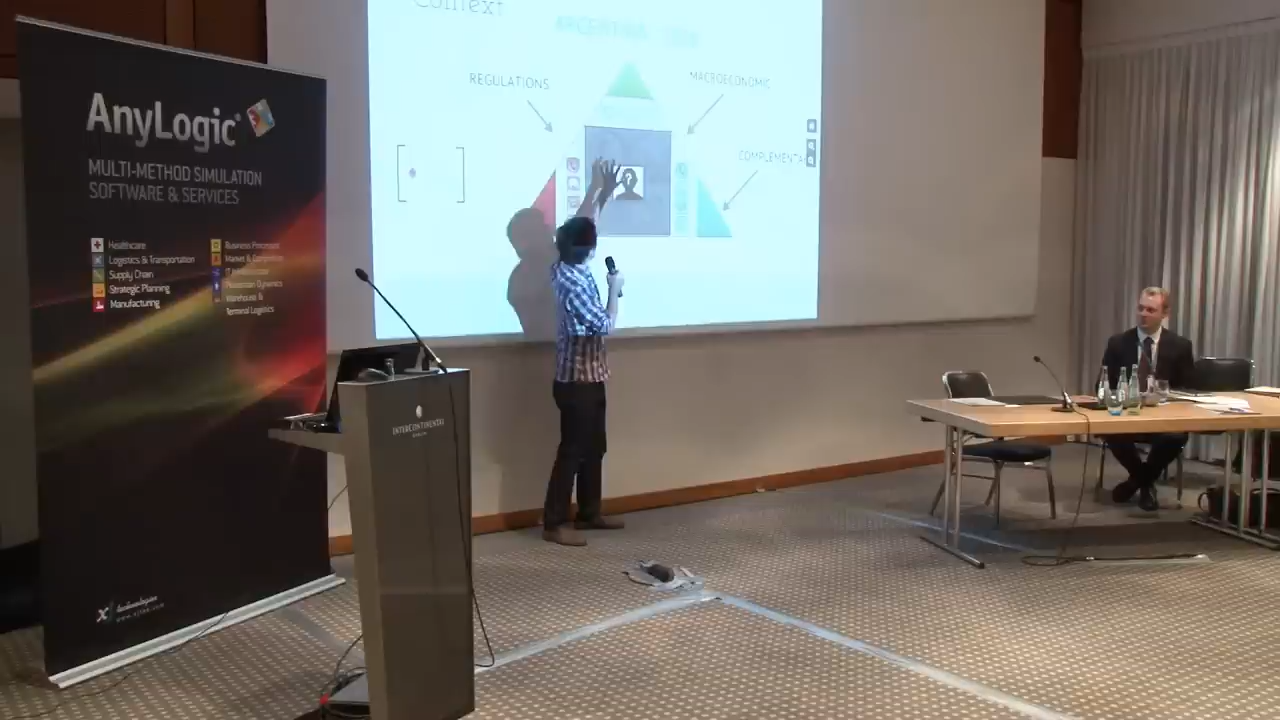 AnyLogic®
MULTI-METHOD SIMULATION
SOFTWARE & SERVICES
Healthcare
Logistics & Transportation
Supply Chain
Strategic Planning
Manufacturing
Business Processes
Market &
Pedestrian Dynamics
Warehouse &
Terminal Logistics
Context
REGULATIONS
MACROECONOMIC
COMPLEMENTA
INTERCONTINENTAL